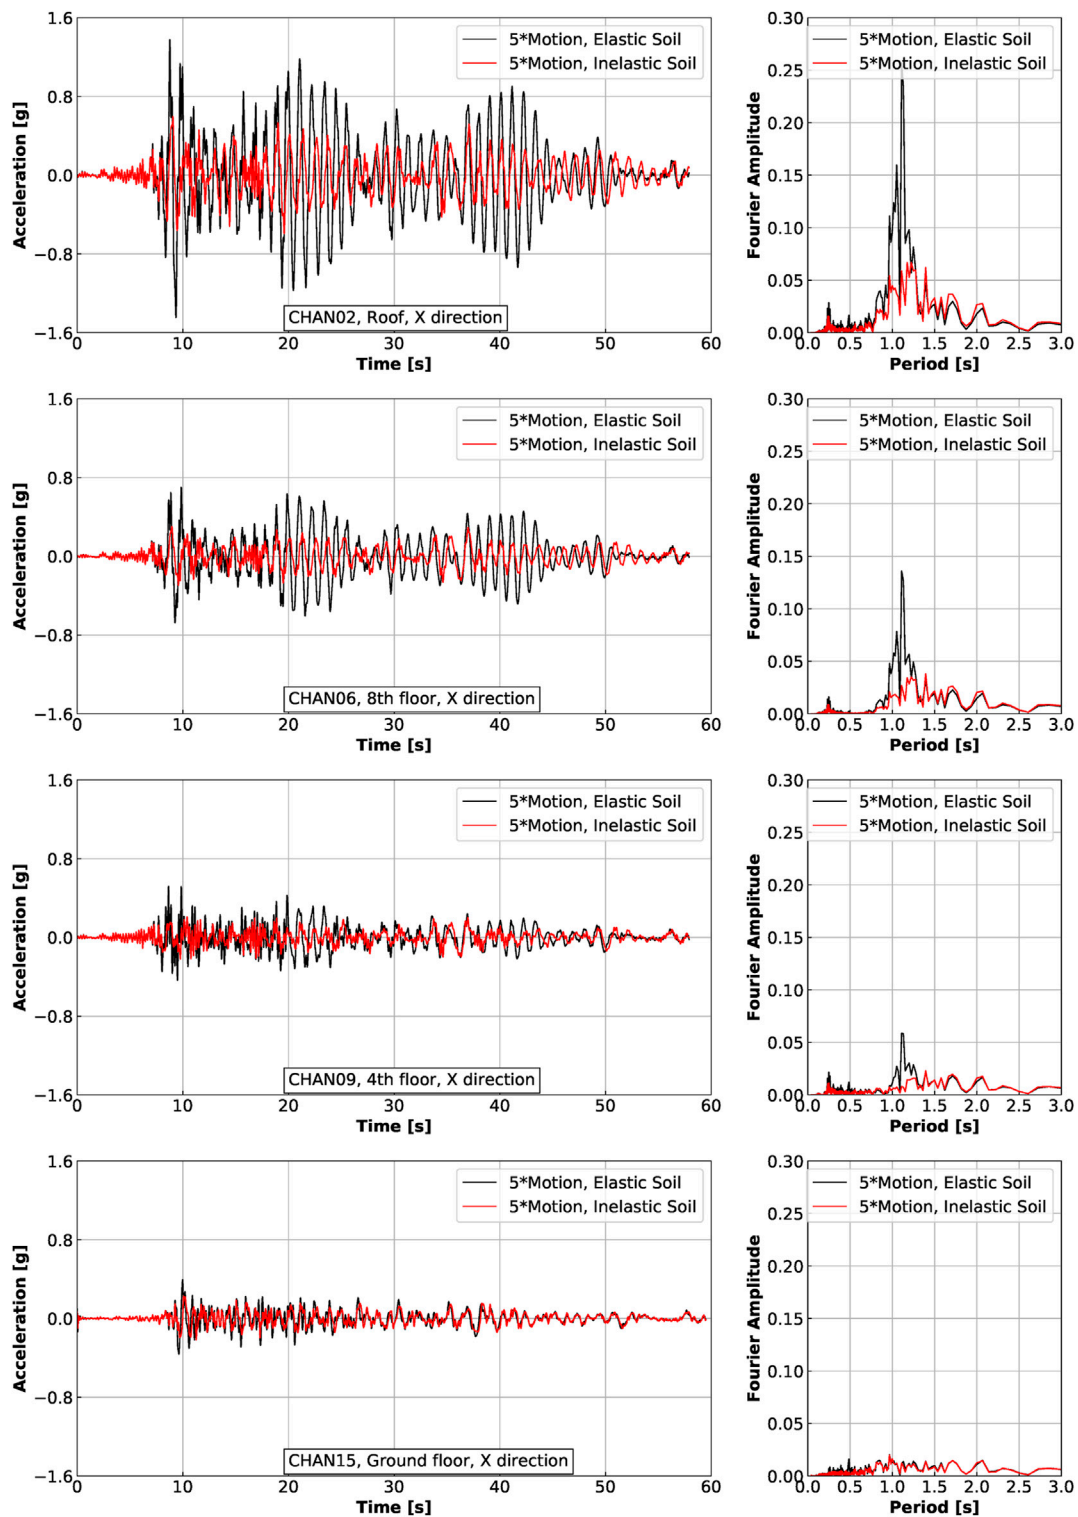 1.6
0.8
0.0
−0.8
−1.6
Acceleration [g]
5*Motion, Elastic Soil
5*Motion, Inelastic Soil
CHAN02, Roof, X direction
0 10 20 30 40 50 60
Time [s]
0.30
0.25
0.20
0.15
0.10
0.05
0.00
Fourier Amplitude
5*Motion, Elastic Soil
5*Motion, Inelastic Soil
0.0 0.5 1.0 1.5 2.0 2.5 3.0
Period [s]
1.6
0.8
0.0
−0.8
−1.6
Acceleration [g]
5*Motion, Elastic Soil
5*Motion, Inelastic Soil
CHAN06, 8th floor, X direction
0 10 20 30 40 50 60
Time [s]
0.30
0.25
0.20
0.15
0.10
0.05
0.00
Fourier Amplitude
5*Motion, Elastic Soil
5*Motion, Inelastic Soil
0.0 0.5 1.0 1.5 2.0 2.5 3.0
Period [s]
1.6
0.8
0.0
−0.8
−1.6
Acceleration [g]
5*Motion, Elastic Soil
5*Motion, Inelastic Soil
CHAN09, 4th floor, X direction
0 10 20 30 40 50 60
Time [s]
0.30
0.25
0.20
0.15
0.10
0.05
0.00
Fourier Amplitude
5*Motion, Elastic Soil
5*Motion, Inelastic Soil
0.0 0.5 1.0 1.5 2.0 2.5 3.0
Period [s]
1.6
0.8
0.0
−0.8
−1.6
Acceleration [g]
5*Motion, Elastic Soil
5*Motion, Inelastic Soil
CHAN15, Ground floor, X direction
0 10 20 30 40 50 60
Time [s]
0.30
0.25
0.20
0.15
0.10
0.05
0.00
Fourier Amplitude
5*Motion, Elastic Soil
5*Motion, Inelastic Soil
0.0 0.5 1.0 1.5 2.0 2.5 3.0
Period [s]